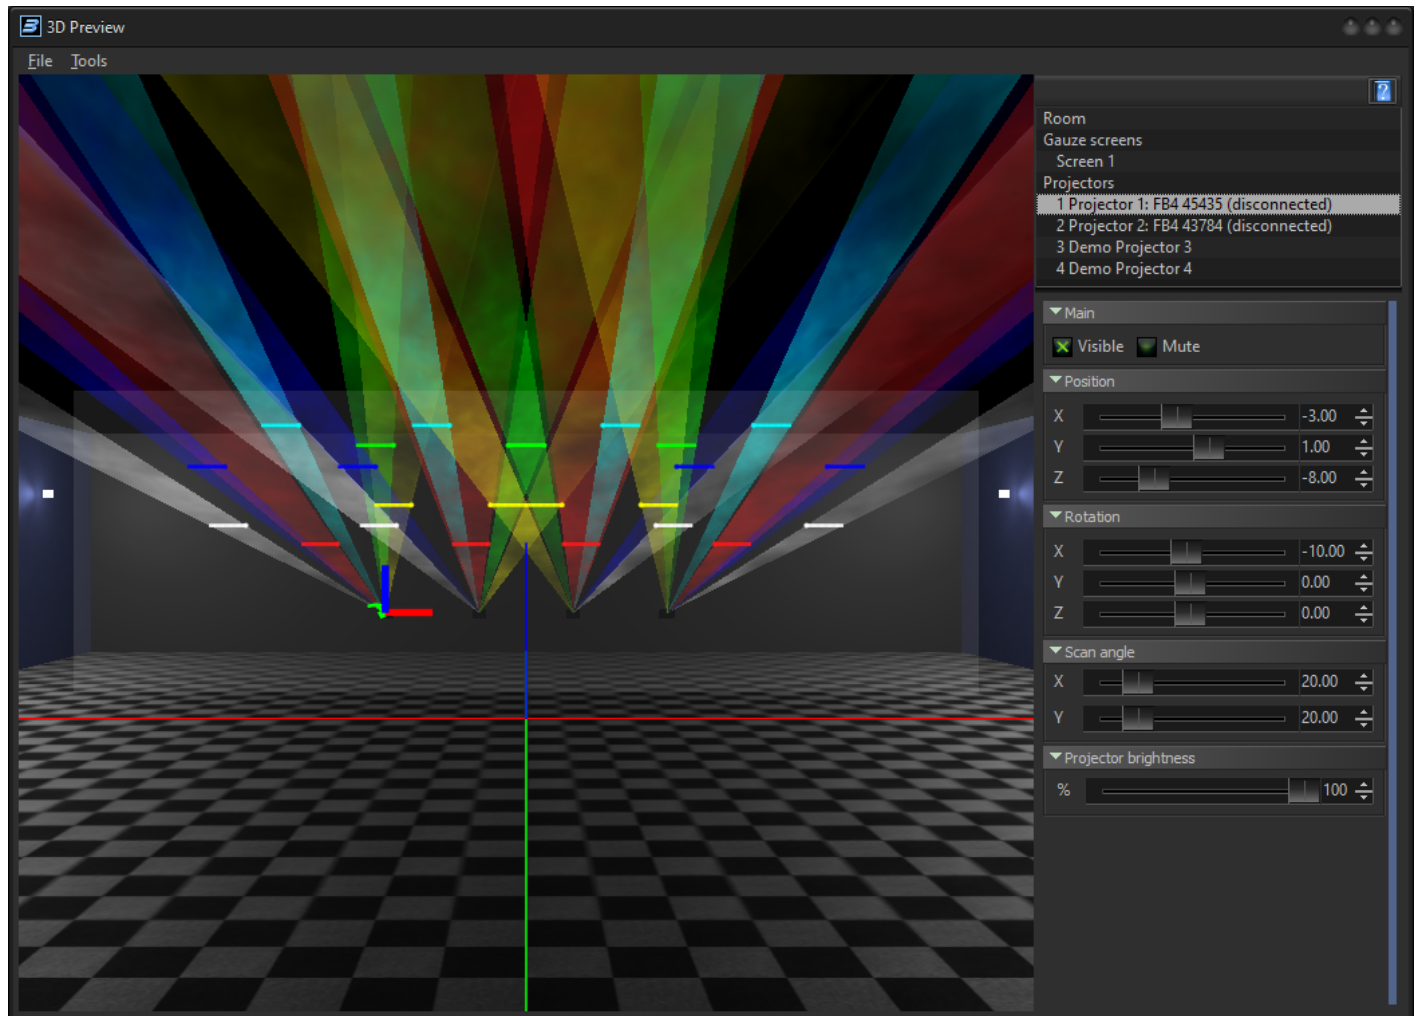 3D Preview
File Tools
?
Room
Gauze screens
Screen 1
Projectors
1 Projector 1: FB4 45435 (disconnected)
2 Projector 2: FB4 43784 (disconnected)
3 Demo Projector 3
4 Demo Projector 4
Main
Visible Mute
Position
X -3.00
Y 1.00
Z -8.00
Rotation
X -10.00
Y 0.00
Z 0.00
Scan angle
X 20.00
Y 20.00
Projector brightness
% 100